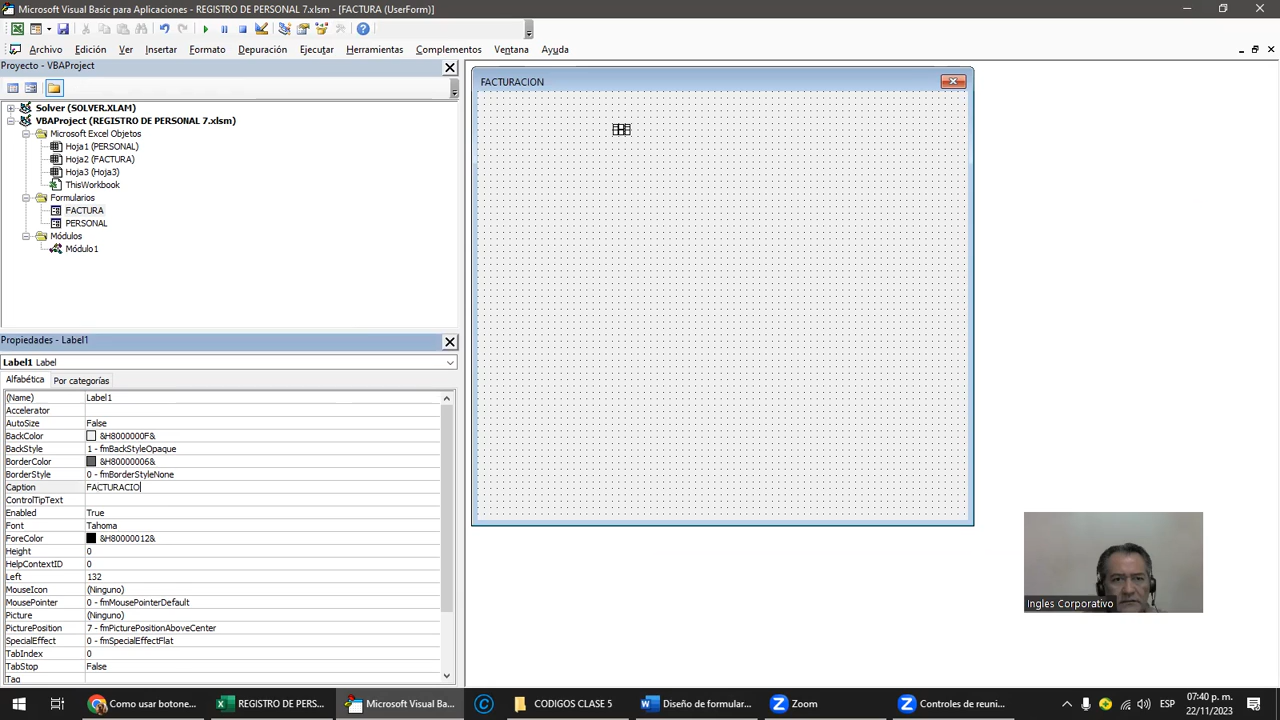 Microsoft Visual Basic para Aplicaciones - REGISTRO DE PERSONAL 7.xlsm - [FACTURA (UserForm)]
Archivo Edición Ver Insertar Formato Depuración Ejecutar Herramientas Complementos Ventana Ayuda
Proyecto - VBAProject
Solver (SOLVER.XLAM)
VBAProject (REGISTRO DE PERSONAL 7.xlsm)
Microsoft Excel Objetos
Hoja1 (PERSONAL)
Hoja2 (FACTURA)
Hoja3 (Hoja3)
ThisWorkbook
Formularios
FACTURA
PERSONAL
Módulos
Módulo1
FACTURACION
Propiedades - Label1
Label1 Label
Alfabética Por categorías
(Name) Label1
Accelerator
AutoSize False
BackColor &H8000000F&
BackStyle 1 - fmBackStyleOpaque
BorderColor &H80000006&
BorderStyle 0 - fmBorderStyleNone
Caption FACTURACIO
ControlTipText
Enabled True
Font Tahoma
ForeColor &H80000012&
Height 0
HelpContextID 0
Left 132
MouseIcon (Ninguno)
MousePointer 0 - fmMousePointerDefault
Picture (Ninguno)
PicturePosition 7 - fmPicturePositionAboveCenter
SpecialEffect 0 - fmSpecialEffectFlat
TabIndex 0
TabStop False
Tag
Ingles Corporativo
Como usar botone... REGISTRO DE PERS... Microsoft Visual Ba... CODIGOS CLASE 5 Diseño de formular... Zoom Controles de reuni... ESP 07:40 p. m.
22/11/2023